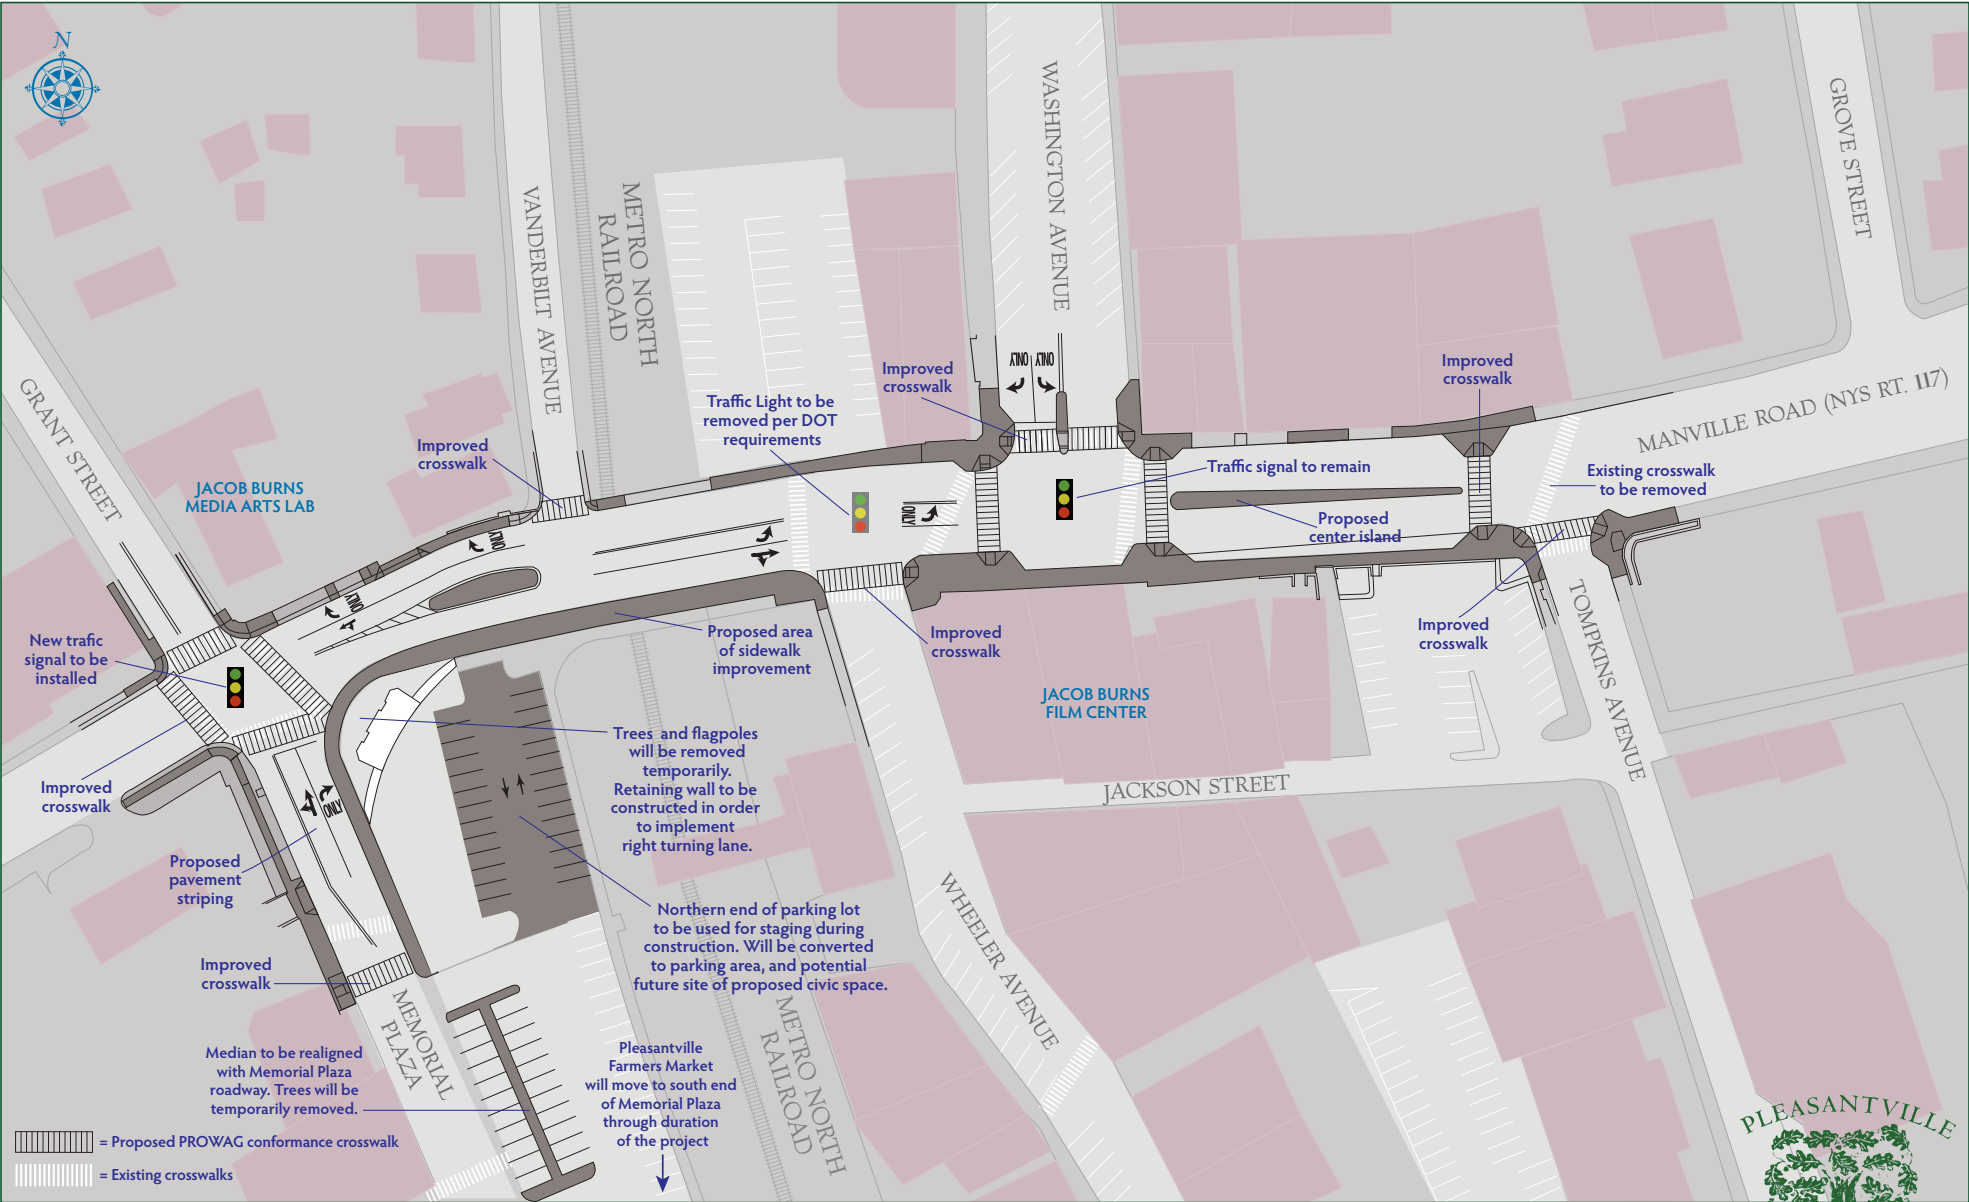 N
WASHINGTON AVENUE
GROVE STREET
VANDERBILT AVENUE
METRO NORTH
RAILROAD
GRANT STREET
MANVILLE ROAD (NYS RT. 117)
ONLY
ONLY
Improved
crosswalk
Improved
crosswalk
Traffic Light to be
removed per DOT
requirements
Improved
crosswalk
Traffic signal to remain
Existing crosswalk
to be removed
JACOB BURNS
MEDIA ARTS LAB
ONLY
Proposed
center island
ONLY
ONLY
New trafic
signal to be
installed
Proposed area
of sidewalk
improvement
Improved
crosswalk
Improved
crosswalk
TOMPKINS AVENUE
JACOB BURNS
FILM CENTER
Trees and flagpoles
will be removed
temporarily.
Retaining wall to be
constructed in order
to implement
right turning lane.
Improved
crosswalk
ONLY
JACKSON STREET
Proposed
pavement
striping
WHEELER AVENUE
Northern end of parking lot
to be used for staging during
construction. Will be converted
to parking area, and potential
future site of proposed civic space.
Improved
crosswalk
MEMORIAL
PLAZA
METRO NORTH
RAILROAD
Median to be realigned
with Memorial Plaza
roadway. Trees will be
temporarily removed.
Pleasantville
Farmers Market
will move to south end
of Memorial Plaza
through duration
of the project
= Proposed PROWAG conformance crosswalk
= Existing crosswalks
PLEASANTVILLE